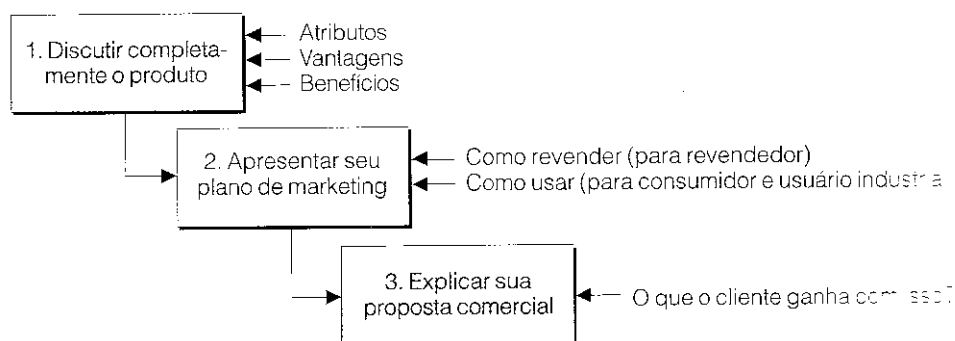 1. Discutir completa-
mente o produto
Atributos
Vantagens
Benefícios
2. Apresentar seu
plano de marketing
Como revender (para revendedor)
Como usar (para consumidor e usuário
3. Explicar sua
proposta comercial
O que o cliente ganha